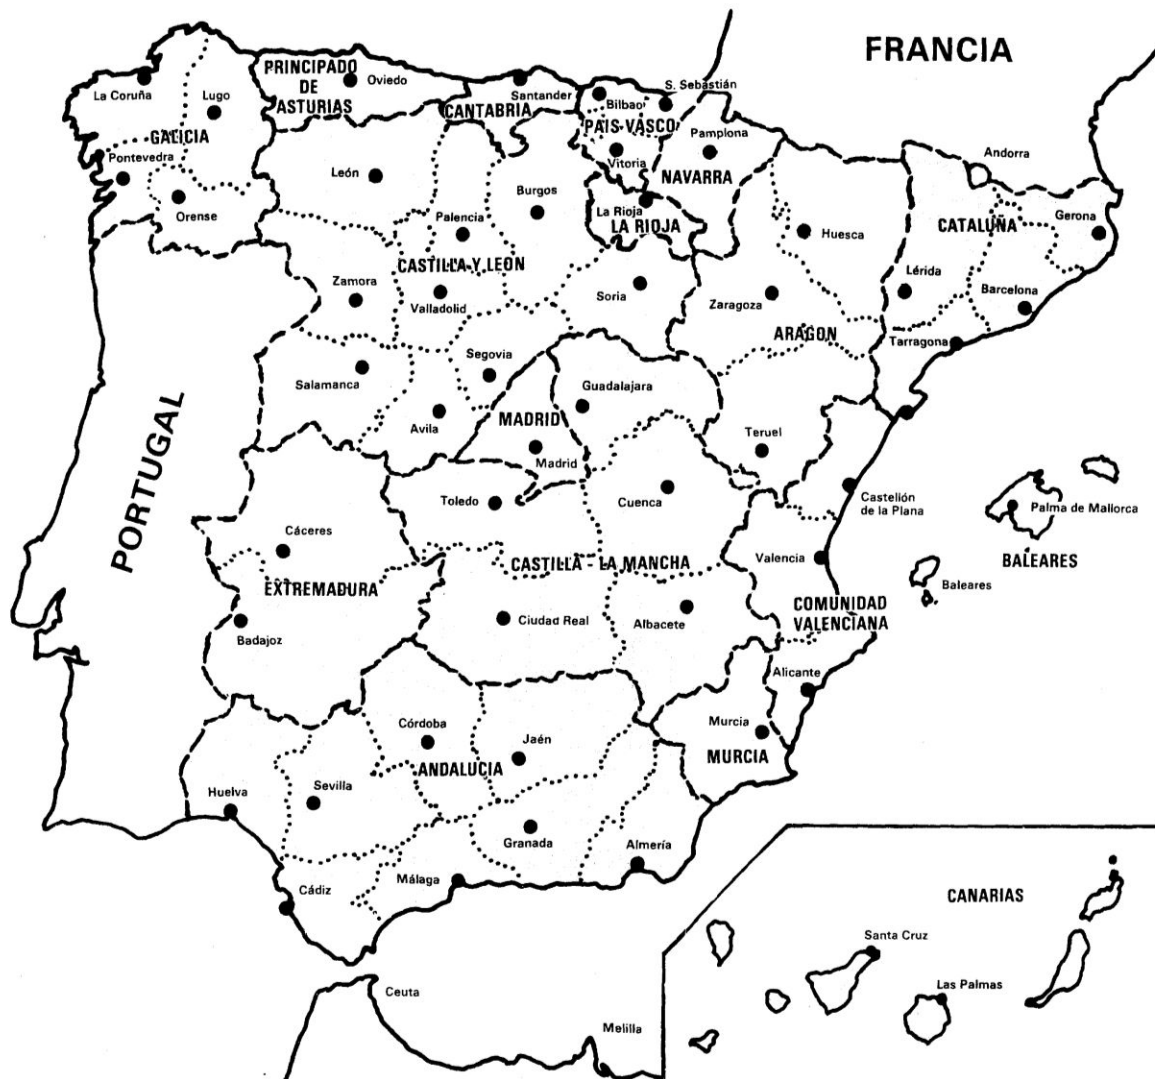 FRANCIA
PRINCIPADO
DE
ASTURIAS
Oviedo
La Coruña
Lugo
GALICIA
Pontevedra
Orense
CANTABRIA
Santander
Bilbao
S. Sebastián
PAIS-VASCO
Vitoria
Pamplona
NAVARRA
Andorra
León
Burgos
Palencia
La Rioja
LA RIOJA
Huesca
CATALUÑA
Gerona
CASTILLA Y LEON
Zamora
Valladolid
Soria
Zaragoza
Lérida
Barcelona
ARAGON
Tarragona
Segovia
Salamanca
Avila
Guadalajara
MADRID
Madrid
Teruel
PORTUGAL
Toledo
Cuenca
Castellón
de la Plana
Palma de Mallorca
BALEARES
Baleares
Cáceres
EXTREMADURA
Badajoz
CASTILLA - LA MANCHA
Ciudad Real
Albacete
Valencia
COMUNIDAD
VALENCIANA
Alicante
Murcia
MURCIA
Córdoba
Jaén
ANDALUCIA
Huelva
Sevilla
Granada
Almería
Málaga
Cádiz
Ceuta
Melilla
CANARIAS
Santa Cruz
Las Palmas